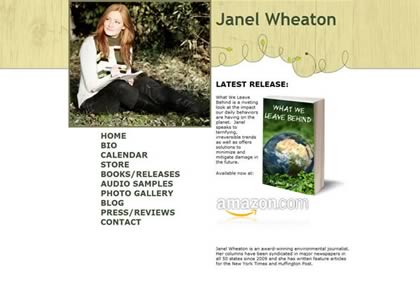 Janel Wheaton
LATEST RELEASE:
What We Leave
Behind is a riveting
look at the impact
our daily behaviors
are having on the
planet. Janel
speaks to
terrifying,
irreversible trends
as well as offers
solutions to
minimize and
mitigate damage in
the future.
Available now at:
WHAT WE
LEAVE BEHIND
amazon.com
HOME
BIO
CALENDAR
STORE
BOOKS/RELEASES
AUDIO SAMPLES
PHOTO GALLERY
BLOG
PRESS/REVIEWS
CONTACT
Janel Wheaton is an award-winning environmental journalist.
Her columns have been syndicated in major newspapers in
all 50 states since 2009 and she has written feature articles
for the New York Times and Huffington Post.